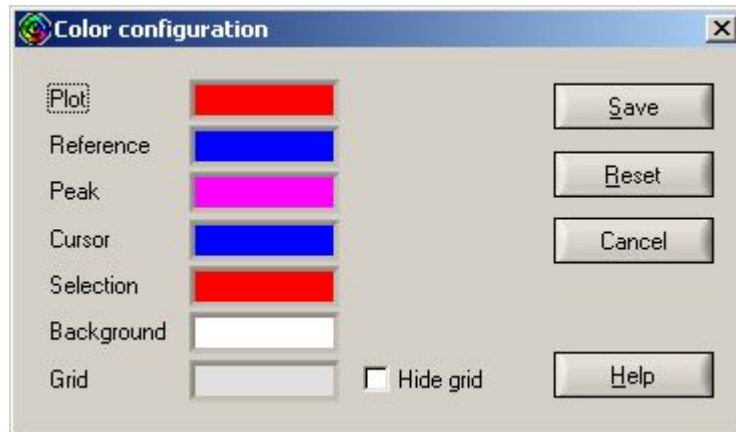 Color configuration
Plot
Save
Reference
Reset
Peak
Cursor
Cancel
Selection
Background
Grid
Hide grid
Help